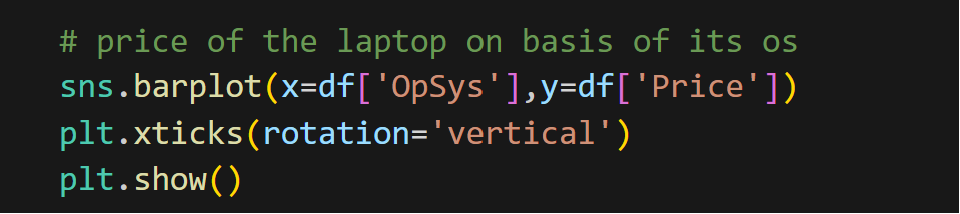 # price of the laptop on basis of its os
sns.barplot(x=df['OpSys'],y=df['Price'])
plt.xticks(rotation='vertical')
plt.show()